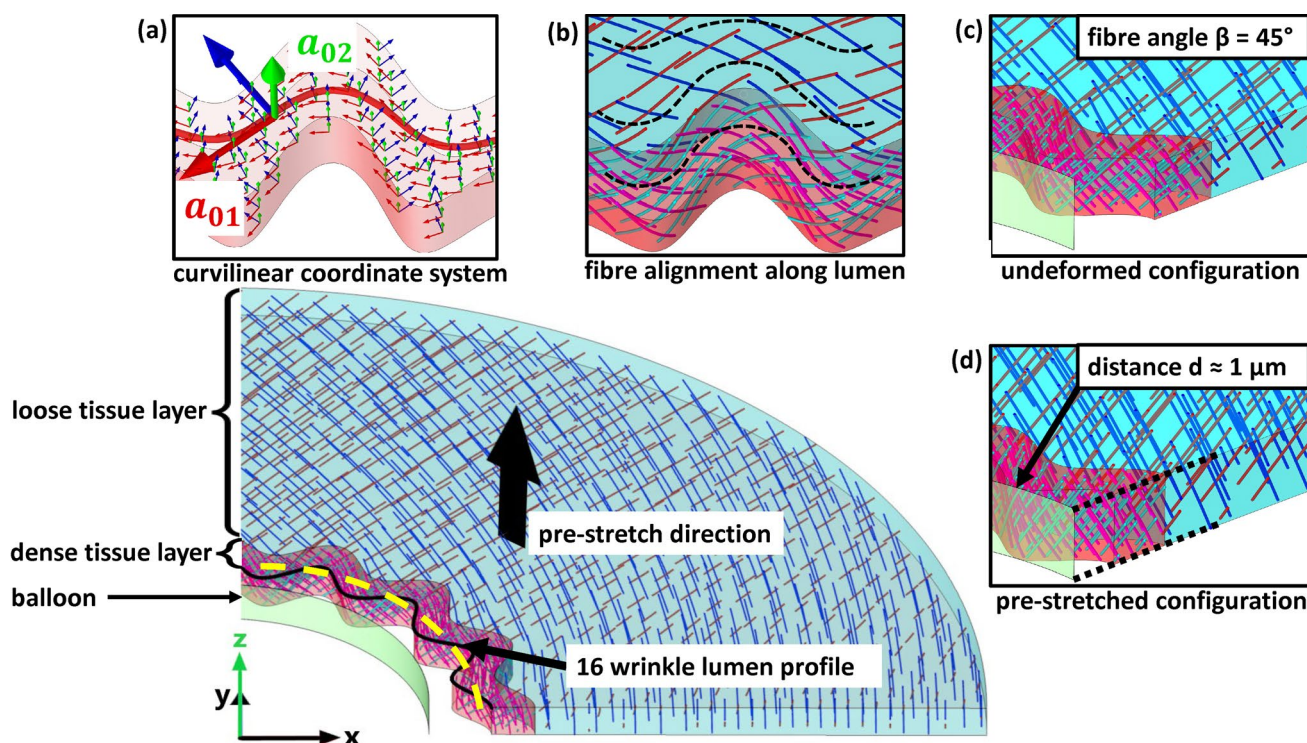 (a)
a02
a01
curvilinear coordinate system
(b)
fibre alignment along lumen
(c)
fibre angle β = 45°
undeformed configuration
(d)
distance d ≈ 1 μm
pre-stretched configuration
loose tissue layer
pre-stretch direction
dense tissue layer
balloon
16 wrinkle lumen profile
z
y
x